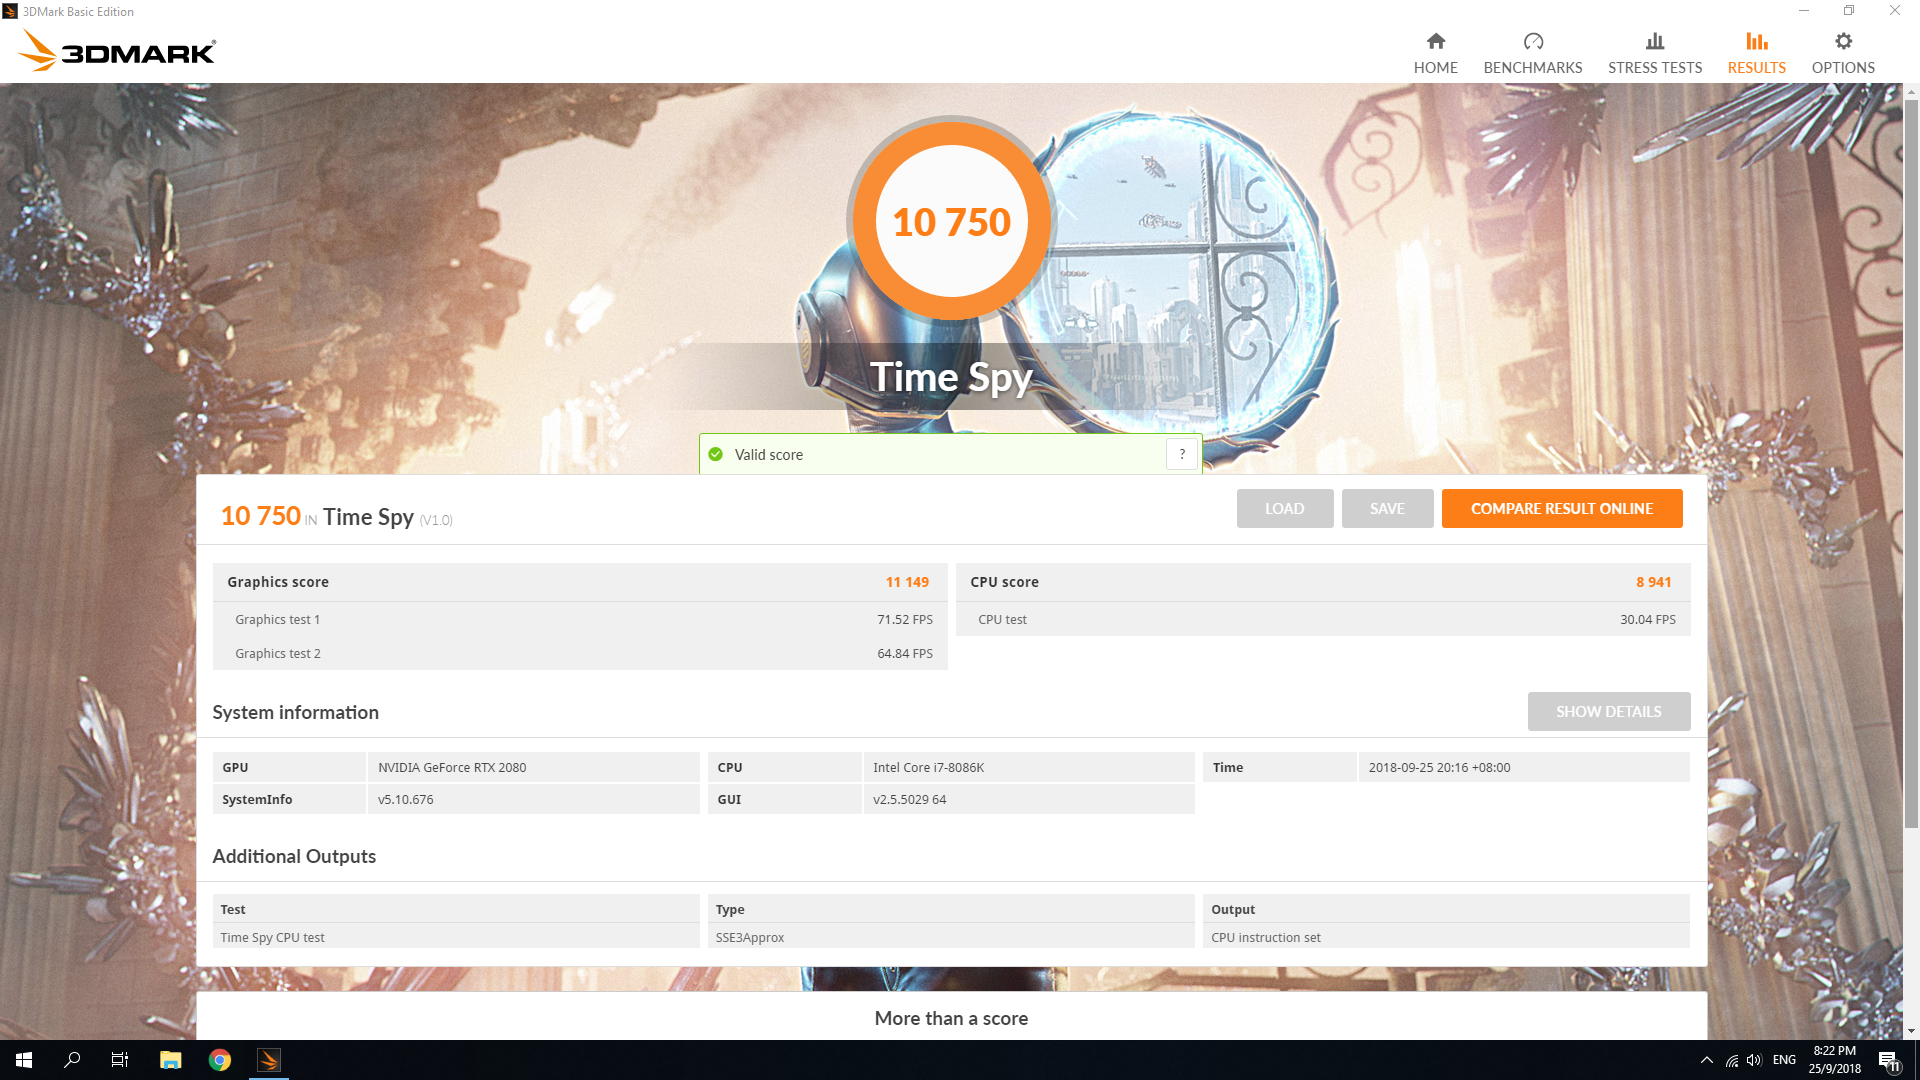 3DMark Basic Edition
3DMARK®
HOME
BENCHMARKS
STRESS TESTS
RESULTS
OPTIONS
10 750
Time Spy
Valid score
?
10 750 IN Time Spy (V1.0)
LOAD
SAVE
COMPARE RESULT ONLINE
Graphics score 11 149
Graphics test 1 71.52 FPS
Graphics test 2 64.84 FPS
CPU score 8 941
CPU test 30.04 FPS
System information
SHOW DETAILS
GPU NVIDIA GeForce RTX 2080 CPU Intel Core i7-8086K Time 2018-09-25 20:16 +08:00
SystemInfo v5.10.676 GUI v2.5.5029 64
Additional Outputs
Test Type Output
Time Spy CPU test SSE3Approx CPU instruction set
More than a score
ENG
8:22 PM
25/9/2018
11